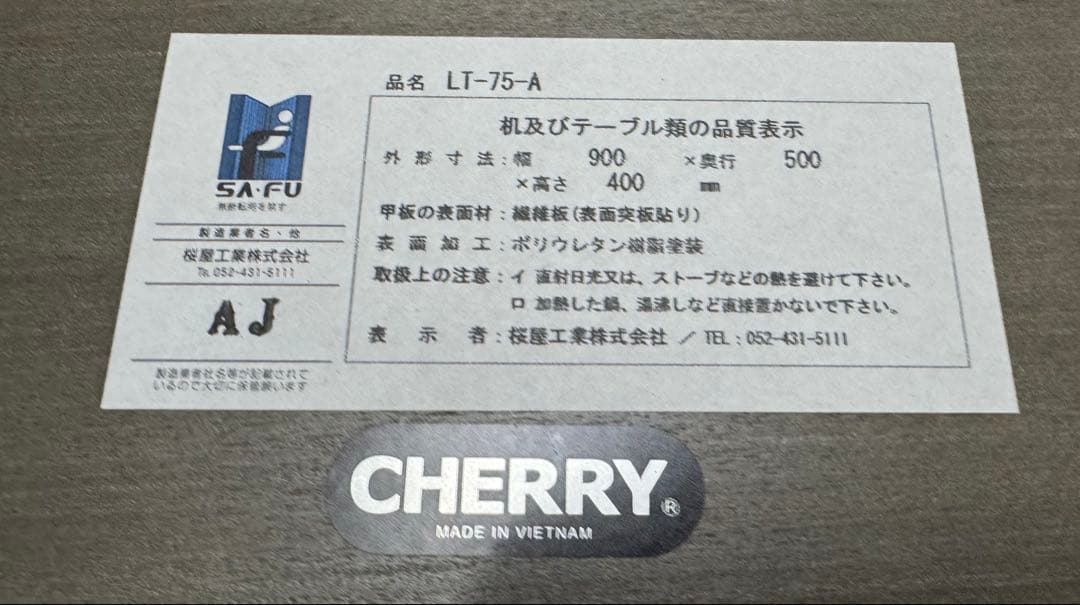 品名 LT-75-A
机及びテーブル類の品質表示
外形寸法:幅 900 ×奥行 500
×高さ 400 mm
甲板の表面材:繊維板(表面突板貼り)
表面加工:ポリウレタン樹脂塗装
取扱上の注意:イ 直射日光又は、ストーブなどの熱を避けて下さい。
ロ 加熱した鍋、湯沸しなど直接置かないで下さい。
表示者:桜屋工業株式会社 / TEL:052-431-5111
SA・FU
無断転用を禁ず
製造業者名・他
桜屋工業株式会社
TEL 052-431-5111
AJ
製造業者社名等が記載されて
いるので大切に保管願います
CHERRY®
MADE IN VIETNAM